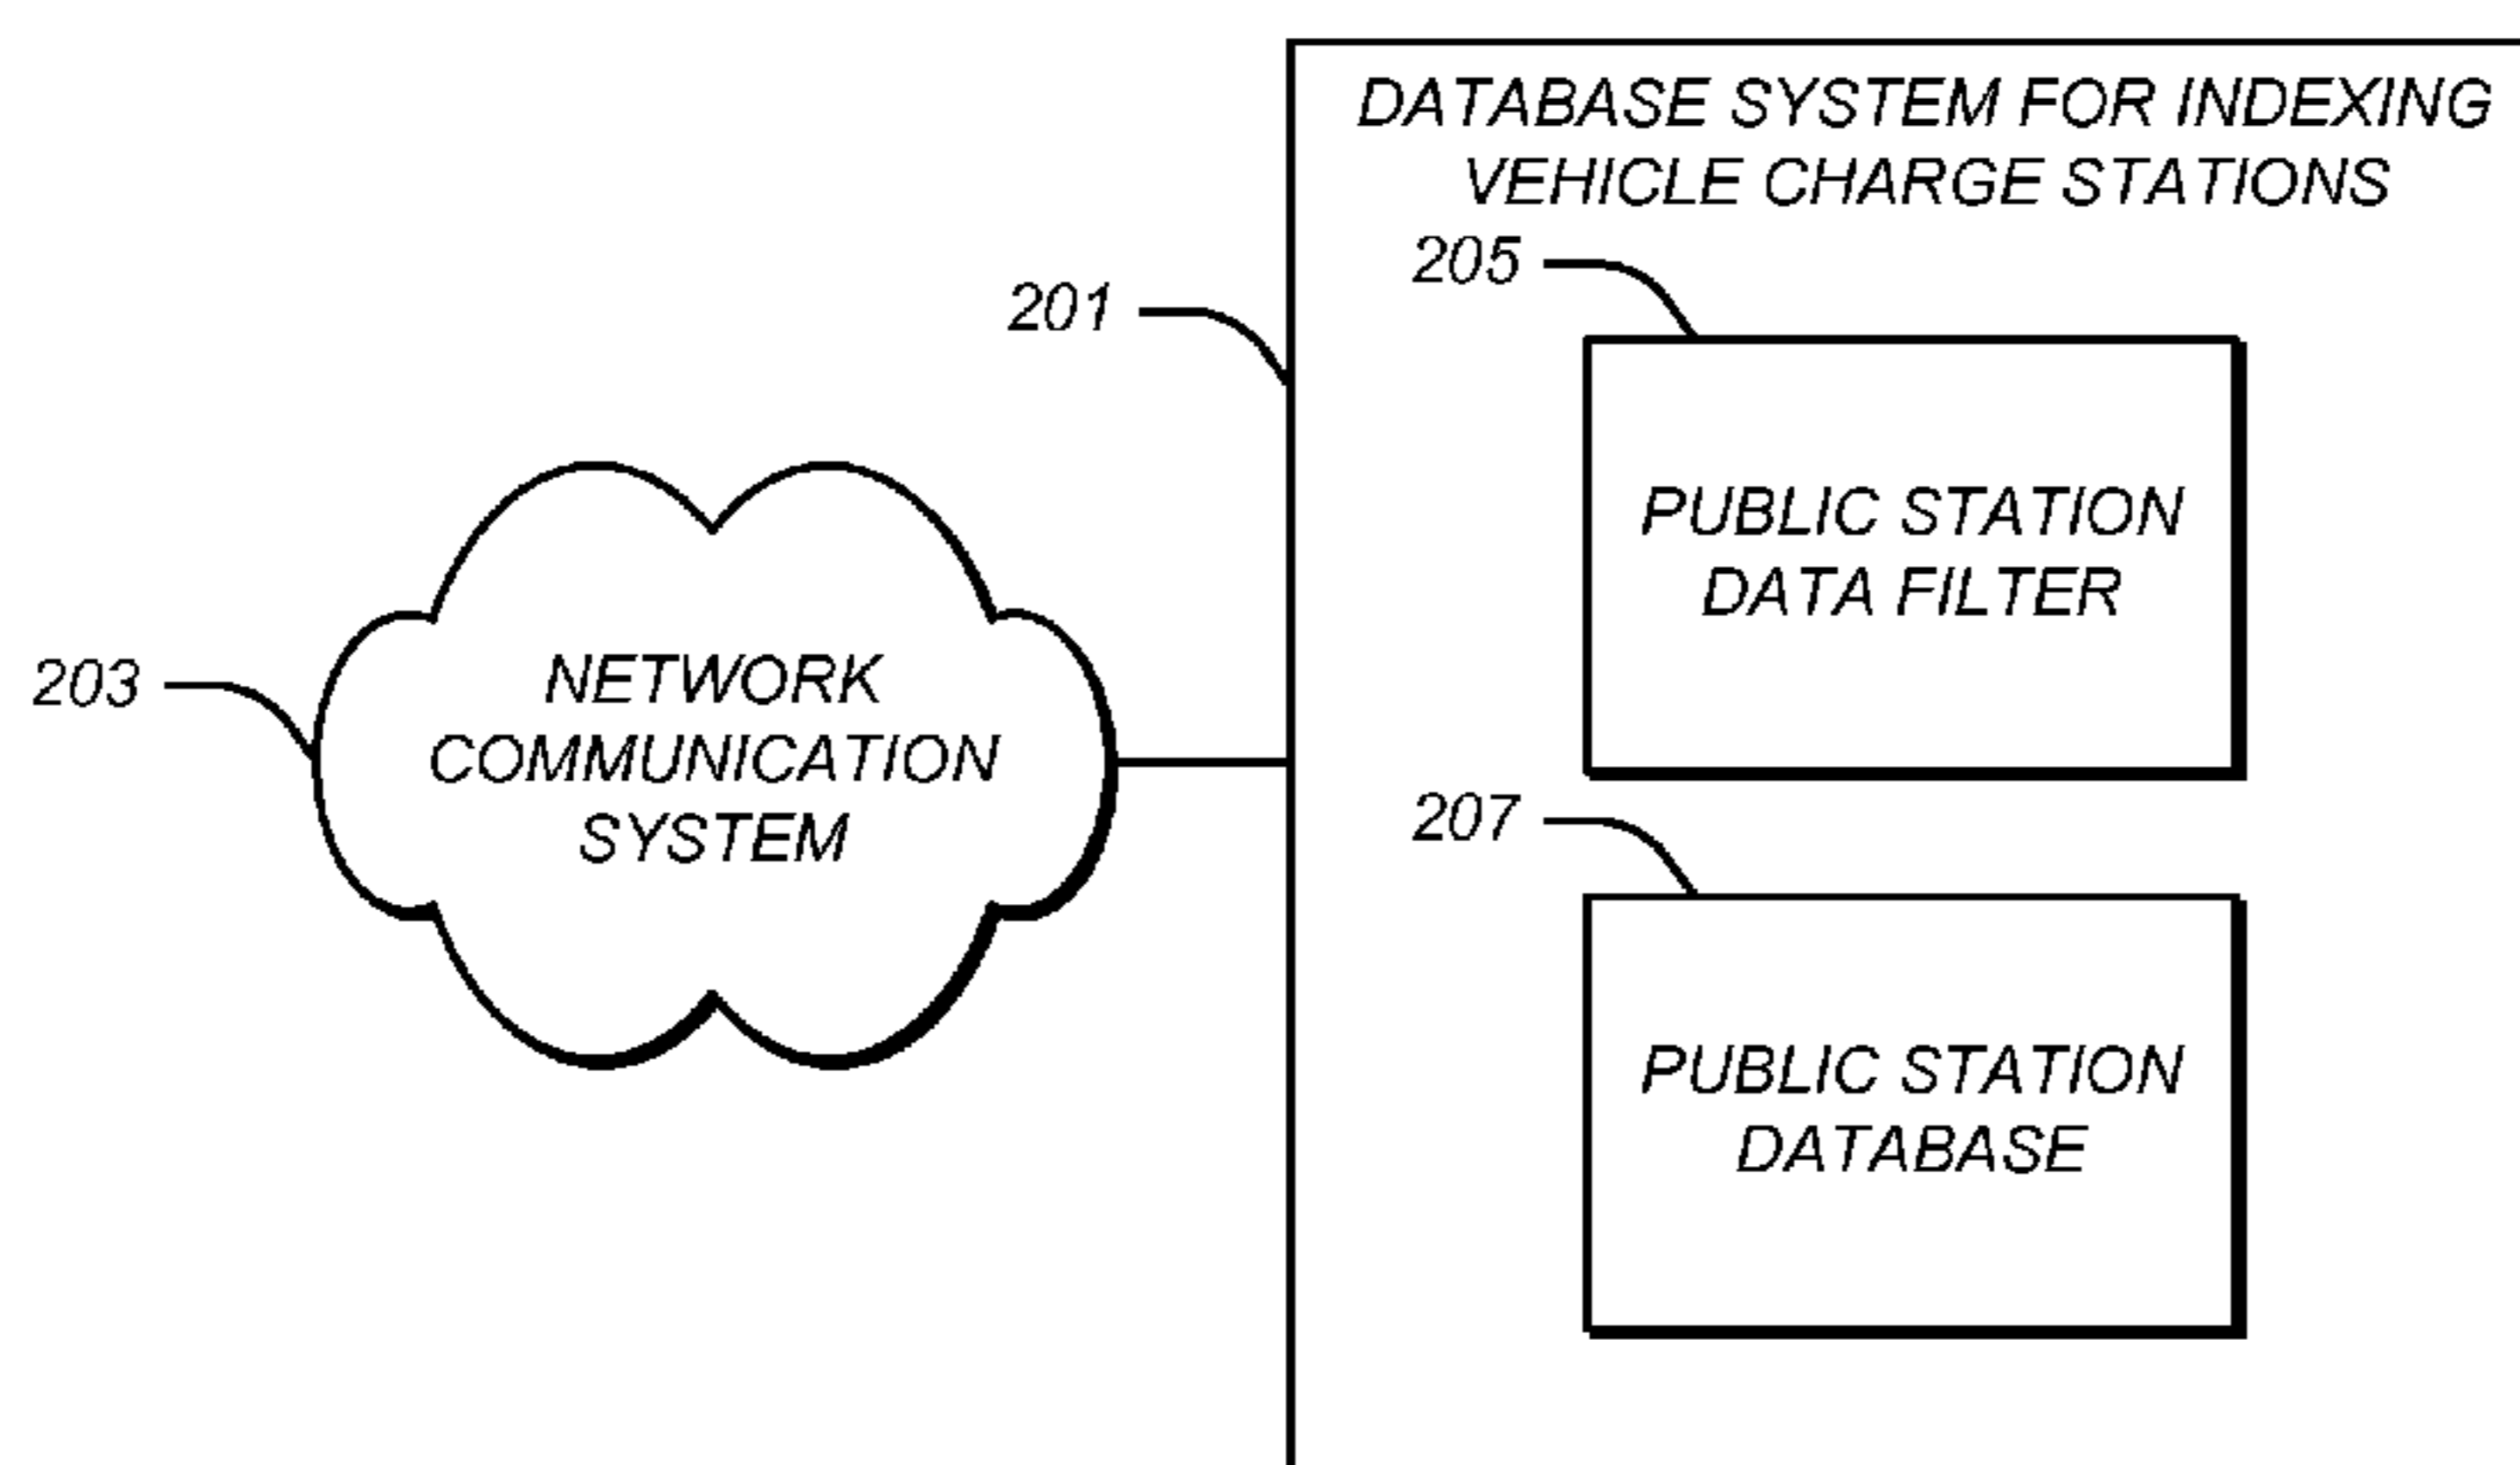 DATABASE SYSTEM FOR INDEXING
VEHICLE CHARGE STATIONS
205
201
PUBLIC STATION
DATA FILTER
203
NETWORK
COMMUNICATION
SYSTEM
207
PUBLIC STATION
DATABASE